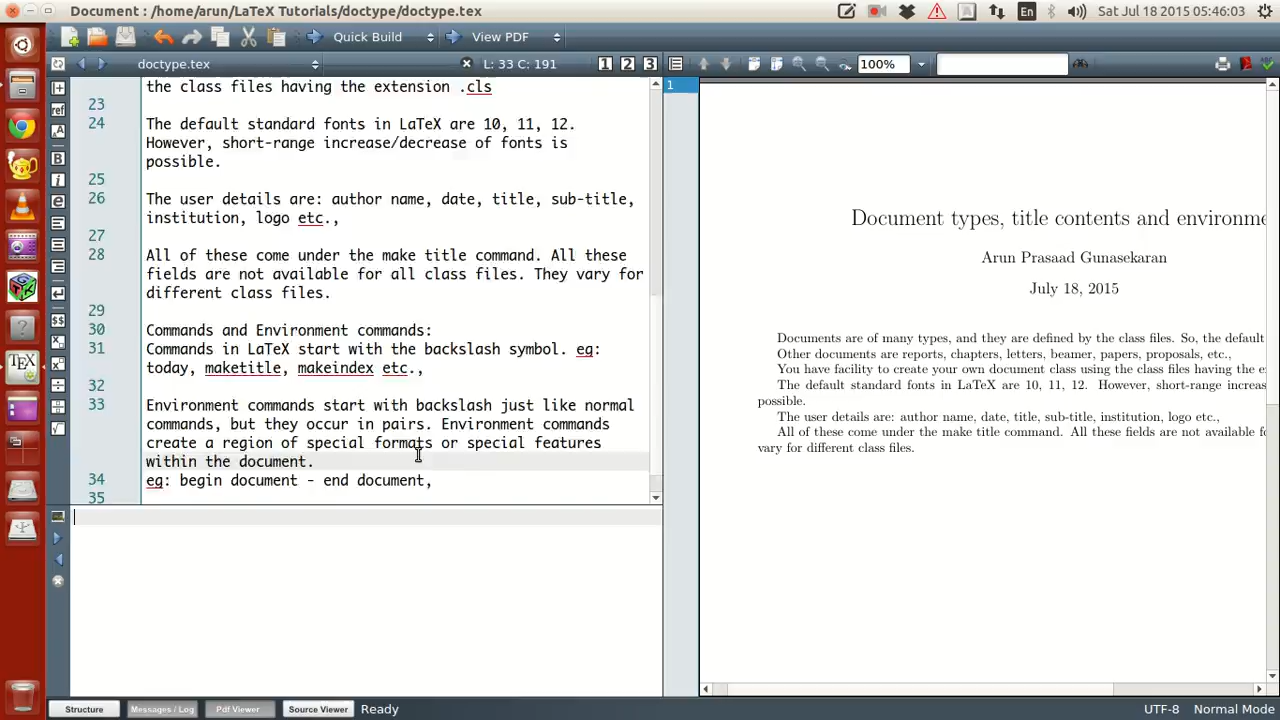 Document : /home/arun/LaTeX Tutorials/doctype/doctype.tex
En
Sat Jul 18 2015 05:46:03
Quick Build
View PDF
doctype.tex
L: 33 C: 191
1 2 3
100%
1
the class files having the extension .cls
23
24 The default standard fonts in LaTeX are 10, 11, 12.
However, short-range increase/decrease of fonts is
possible.
25
26 The user details are: author name, date, title, sub-title,
institution, logo etc.,
27
28 All of these come under the make title command. All these
fields are not available for all class files. They vary for
different class files.
29
30 Commands and Environment commands:
31 Commands in LaTeX start with the backslash symbol. eg:
today, maketitle, makeindex etc.,
32
33 Environment commands start with backslash just like normal
commands, but they occur in pairs. Environment commands
create a region of special formats or special features
within the document.
34 eg: begin document - end document,
35
Document types, title contents and environme
Arun Prasaad Gunasekaran
July 18, 2015
Documents are of many types, and they are defined by the class files. So, the default
Other documents are reports, chapters, letters, beamer, papers, proposals, etc.,
You have facility to create your own document class using the class files having the e
The default standard fonts in LaTeX are 10, 11, 12. However, short-range increas
possible.
The user details are: author name, date, title, sub-title, institution, logo etc.,
All of these come under the make title command. All these fields are not available fo
vary for different class files.
Structure
Messages / Log
Pdf Viewer
Source Viewer
Ready
UTF-8
Normal Mode